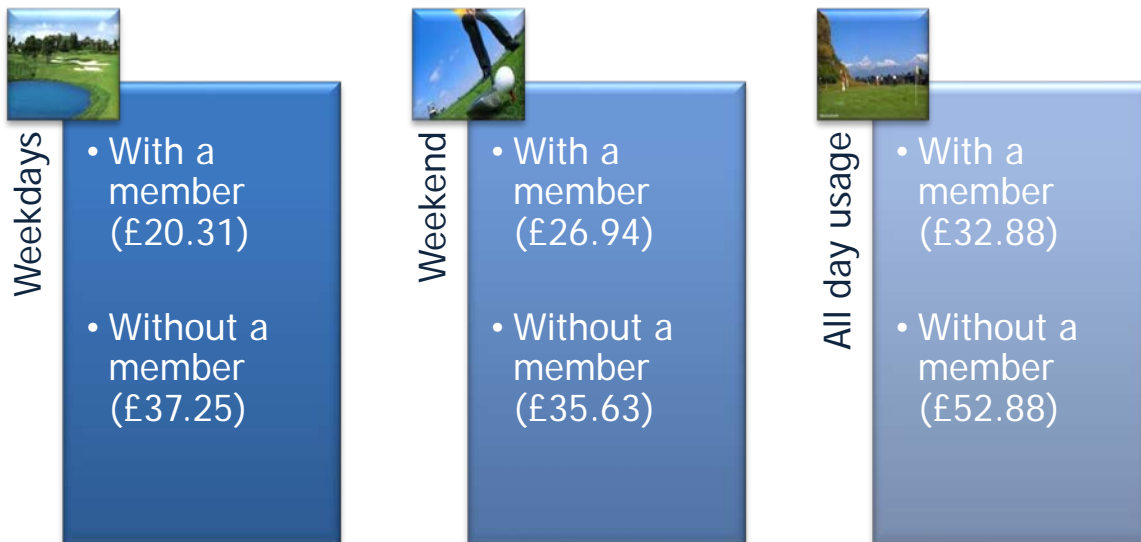 Weekdays
• With a
member
(£20.31)
• Without a
member
(£37.25)
Weekend
• With a
member
(£26.94)
• Without a
member
(£35.63)
All day usage
• With a
member
(£32.88)
• Without a
member
(£52.88)